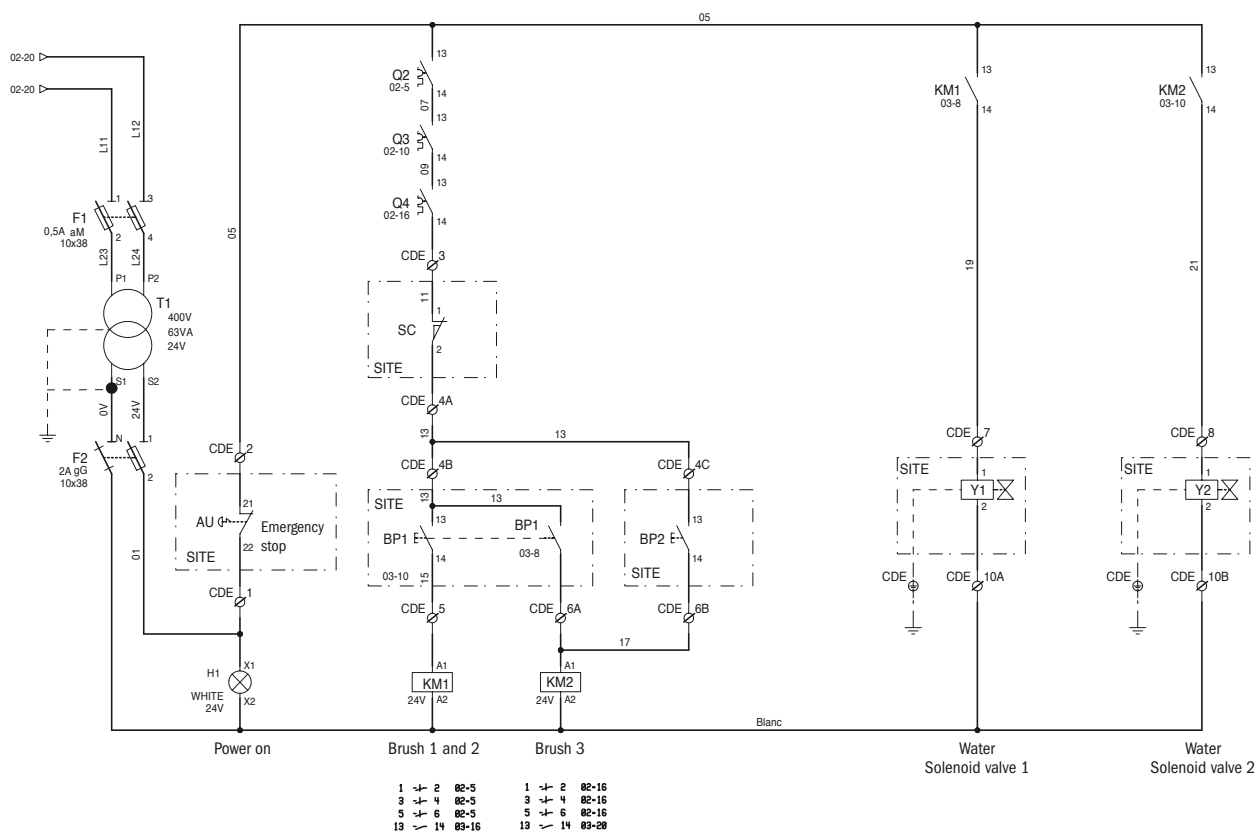 05
02-20
02-20
L11
L12
F1
0,5A aM
10x38
1
3
2
4
L23
L24
P1
P2
T1
400V
63VA
24V
S1
S2
0V
24V
N
1
F2
2A gG
10x38
2
01
05
CDE
2
21
AU
Emergency
stop
22
SITE
CDE
1
H1
X1
WHITE
24V
X2
Power on
13
Q2
02-5
14
07
13
Q3
02-10
14
09
13
Q4
02-16
14
CDE
3
11
1
SC
2
SITE
CDE
4A
13
13
CDE
4B
CDE
4C
SITE
13
13
13
BP1
14
03-10
15
BP1
03-8
13
BP2
14
SITE
CDE
5
CDE
6A
CDE
6B
17
A1
KM1
24V
A2
A1
KM2
24V
A2
Blanc
Brush 1 and 2
Brush 3
13
KM1
03-8
14
19
CDE
7
SITE
1
Y1
2
CDE
CDE
10A
Water
Solenoid valve 1
13
KM2
03-10
14
21
CDE
8
SITE
1
Y2
2
CDE
CDE
10B
Water
Solenoid valve 2
1 2 02-5
3 4 02-5
5 6 02-5
13 14 03-16
1 2 02-16
3 4 02-16
5 6 02-16
13 14 03-20